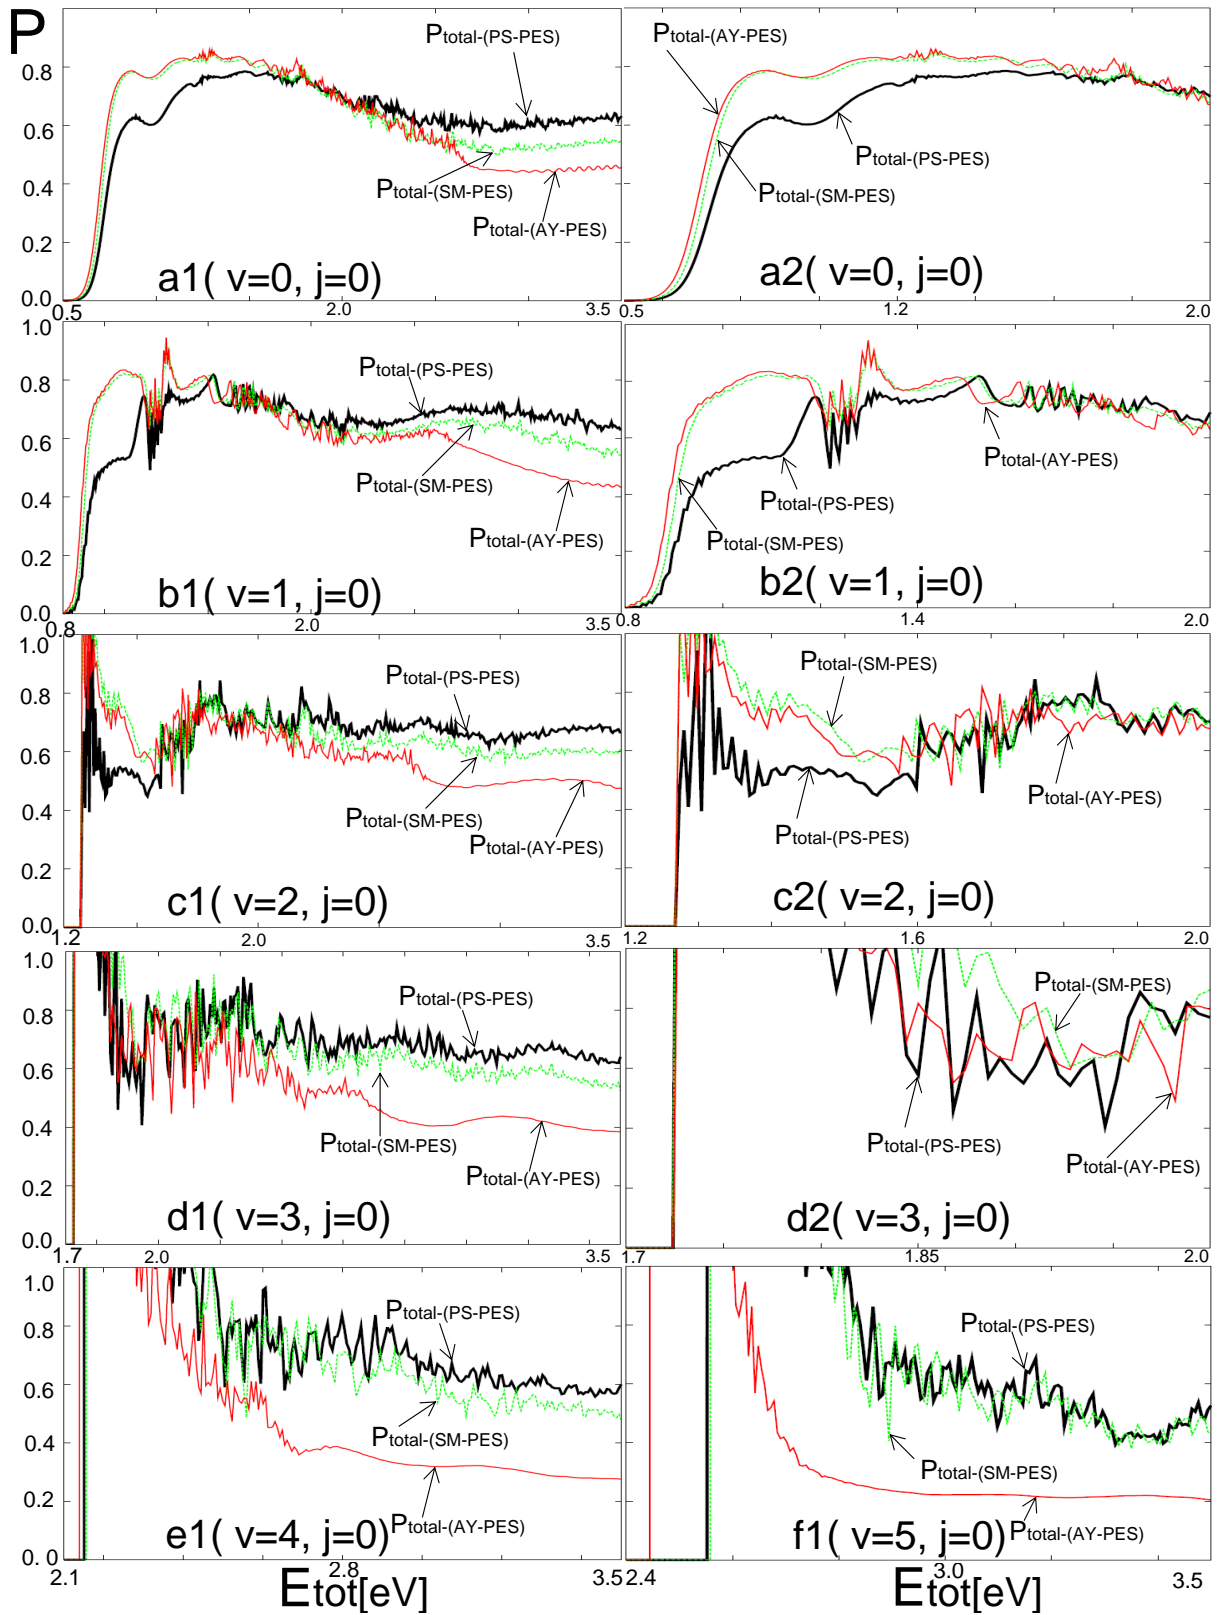 P
Ptotal-(PS-PES)
Ptotal-(SM-PES)
Ptotal-(AY-PES)
a1( v=0, j=0)
0.8
0.6
0.4
0.2
0.0
0.5
2.0
3.5
Ptotal-(AY-PES)
Ptotal-(PS-PES)
Ptotal-(SM-PES)
a2( v=0, j=0)
0.5
1.2
2.0
1.0
0.8
0.6
0.4
0.2
0.0
Ptotal-(PS-PES)
Ptotal-(SM-PES)
Ptotal-(AY-PES)
b1( v=1, j=0)
0.8
2.0
3.5
Ptotal-(AY-PES)
Ptotal-(PS-PES)
Ptotal-(SM-PES)
b2( v=1, j=0)
0.8
1.4
2.0
1.0
0.8
0.6
0.4
0.2
0.0
Ptotal-(PS-PES)
Ptotal-(SM-PES)
Ptotal-(AY-PES)
c1( v=2, j=0)
1.2
2.0
3.5
Ptotal-(SM-PES)
Ptotal-(AY-PES)
Ptotal-(PS-PES)
c2( v=2, j=0)
1.2
1.6
2.0
1.0
0.8
0.6
0.4
0.2
0.0
Ptotal-(PS-PES)
Ptotal-(SM-PES)
Ptotal-(AY-PES)
d1( v=3, j=0)
1.7
2.0
3.5
Ptotal-(SM-PES)
Ptotal-(PS-PES)
Ptotal-(AY-PES)
d2( v=3, j=0)
1.7
1.85
2.0
1.0
0.8
0.6
0.4
0.2
0.0
Ptotal-(PS-PES)
Ptotal-(SM-PES)
Ptotal-(AY-PES)
e1( v=4, j=0)
2.1
2.8
3.5
Etot[eV]
Ptotal-(PS-PES)
Ptotal-(SM-PES)
Ptotal-(AY-PES)
f1( v=5, j=0)
2.4
3.0
3.5
Etot[eV]